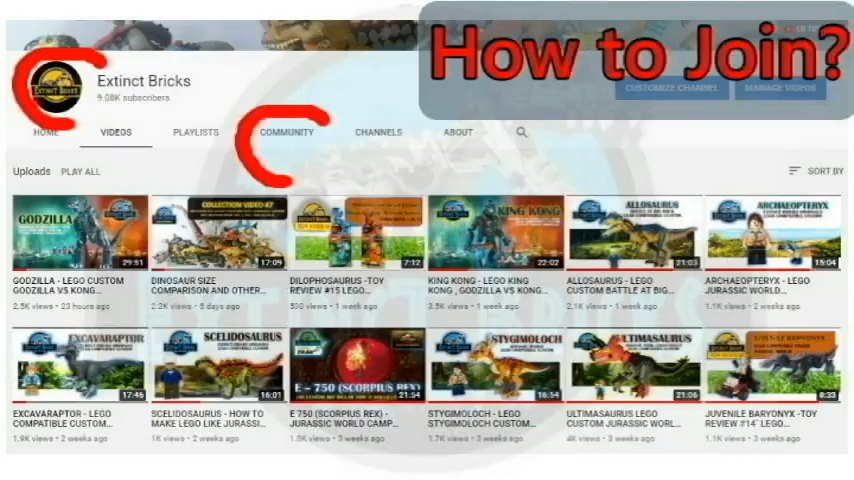 How to Join?
EXTINCT BRICKS
Extinct Bricks
9.08K subscribers
CUSTOMIZE CHANNEL
MANAGE VIDEOS
HOME
VIDEOS
PLAYLISTS
COMMUNITY
CHANNELS
ABOUT
Uploads
PLAY ALL
SORT BY
GODZILLA
29:51
COLLECTION VIDEO #7
17:09
7:12
KING KONG
22:02
ALLOSAURUS
21:03
ARCHAEOPTERYX
15:04
GODZILLA - LEGO CUSTOM
GODZILLA VS KONG...
2.5K views • 23 hours ago
DINOSAUR SIZE
COMPARISON AND OTHER...
2.2K views • 5 days ago
DILOPHOSAURUS -TOY
REVIEW #15 LEGO...
590 views • 1 week ago
KING KONG - LEGO KING
KONG , GODZILLA VS KONG...
3.5K views • 1 week ago
ALLOSAURUS - LEGO
CUSTOM BATTLE AT BIG...
2.1K views • 1 week ago
ARCHAEOPTERYX - LEGO
JURASSIC WORLD...
1.1K views • 2 weeks ago
EXCAVARAPTOR
17:46
SCELIDOSAURUS
16:01
E - 750 (SCORPIUS REX)
21:54
STYGIMOLOCH
16:54
ULTIMASAURUS
21:06
JUVENILE BARYONYX
8:33
EXCAVARAPTOR - LEGO
COMPATIBLE CUSTOM...
1.9K views • 2 weeks ago
SCELIDOSAURUS - HOW TO
MAKE LEGO LIKE JURASSI...
1K views • 2 weeks ago
E 750 (SCORPIUS REX) -
JURASSIC WORLD CAMP...
1.8K views • 3 weeks ago
STYGIMOLOCH - LEGO
STYGIMOLOCH CUSTOM...
1.7K views • 3 weeks ago
ULTIMASAURUS LEGO
CUSTOM JURASSIC WORL...
4K views • 3 weeks ago
JUVENILE BARYONYX -TOY
REVIEW #14 LEGO...
1.1K views • 3 weeks ago